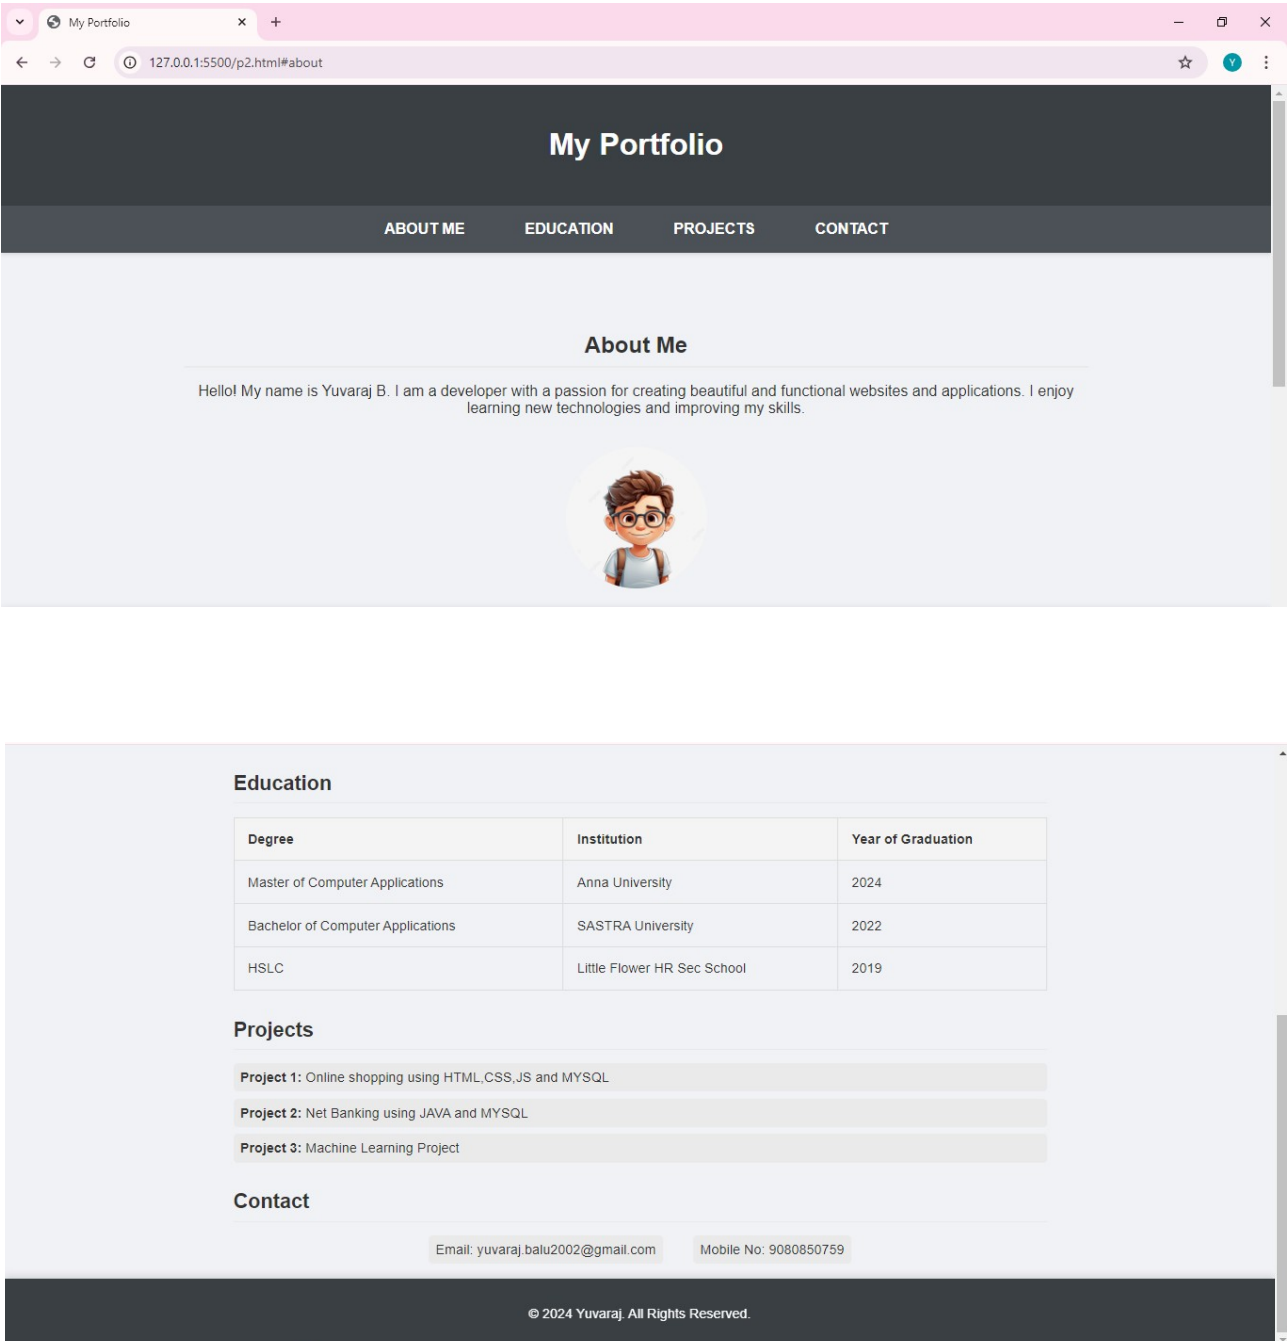 My Portfolio
127.0.0.1:5500/p2.html#about
Y
My Portfolio
ABOUT ME EDUCATION PROJECTS CONTACT
About Me
Hello! My name is Yuvaraj B. I am a developer with a passion for creating beautiful and functional websites and applications. I enjoy
learning new technologies and improving my skills.
Education
Degree Institution Year of Graduation
Master of Computer Applications Anna University 2024
Bachelor of Computer Applications SASTRA University 2022
HSLC Little Flower HR Sec School 2019
Projects
Project 1: Online shopping using HTML,CSS,JS and MYSQL
Project 2: Net Banking using JAVA and MYSQL
Project 3: Machine Learning Project
Contact
Email: yuvaraj.balu2002@gmail.com Mobile No: 9080850759
© 2024 Yuvaraj. All Rights Reserved.